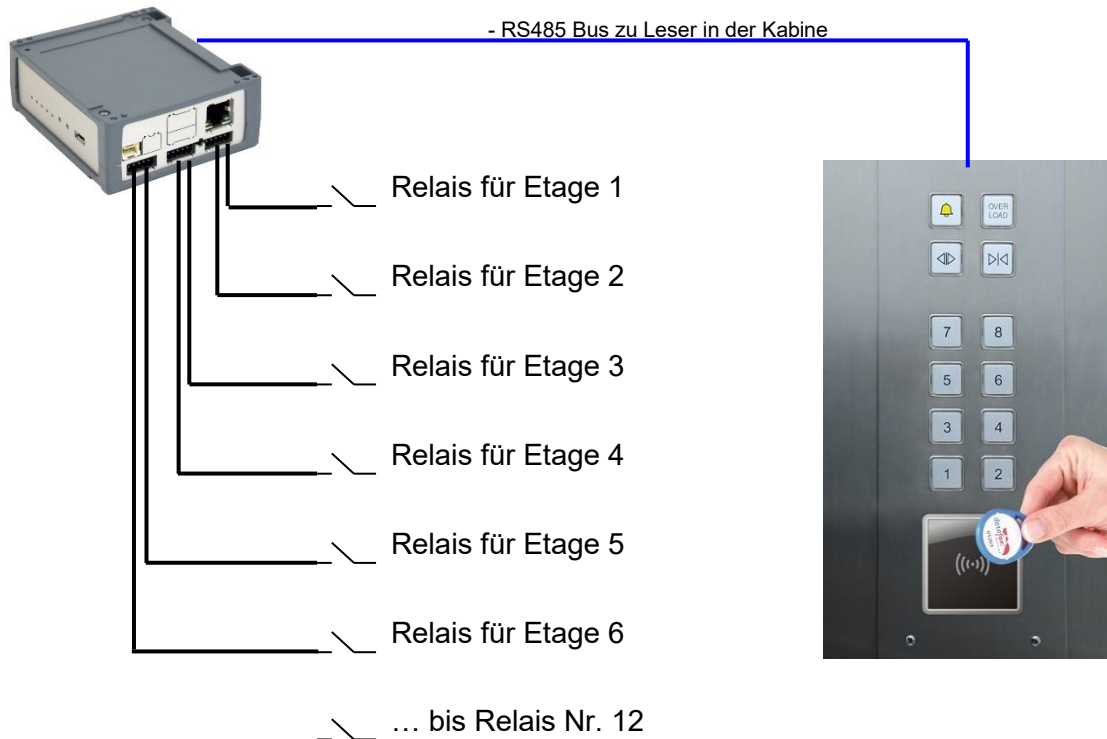 - RS485 Bus zu Leser in der Kabine
Relais für Etage 1
Relais für Etage 2
Relais für Etage 3
Relais für Etage 4
Relais für Etage 5
Relais für Etage 6
… bis Relais Nr. 12
OVER
LOAD
7 8
5 6
3 4
1 2